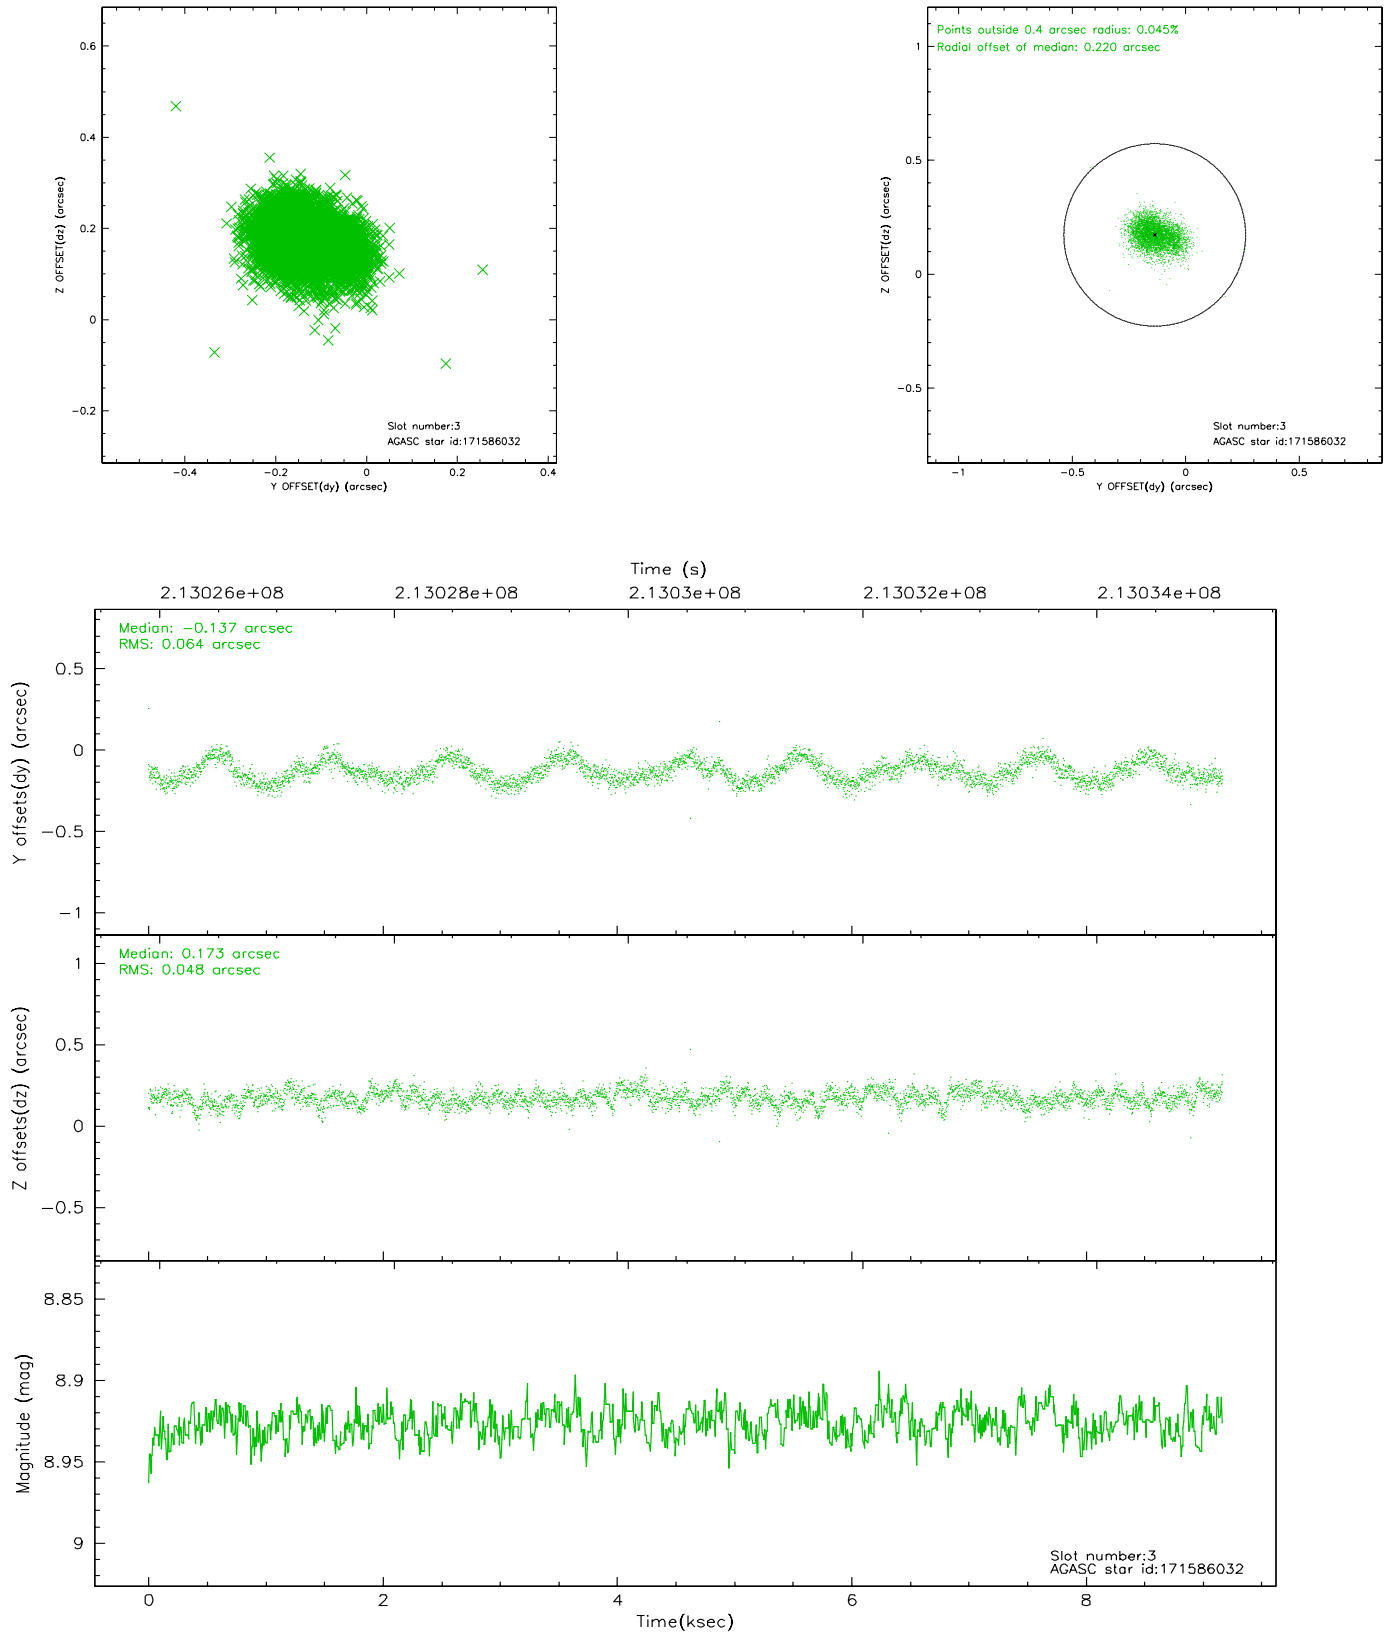 0.6
0.4
0.2
0
−0.2
Z OFFSET(dz) (arcsec)
Slot number:3
AGASC star id:171586032
−0.4 −0.2 0 0.2 0.4
Y OFFSET(dy) (arcsec)
Points outside 0.4 arcsec radius: 0.045%
Radial offset of median: 0.220 arcsec
1
0.5
0
−0.5
Z OFFSET(dz) (arcsec)
Slot number:3
AGASC star id:171586032
−1 −0.5 0 0.5
Y OFFSET(dy) (arcsec)
Time (s)
2.13026e+08 2.13028e+08 2.1303e+08 2.13032e+08 2.13034e+08
Median: −0.137 arcsec
RMS: 0.064 arcsec
0.5
0
−0.5
−1
Y offsets(dy) (arcsec)
Median: 0.173 arcsec
RMS: 0.048 arcsec
1
0.5
0
−0.5
Z offsets(dz) (arcsec)
8.85
8.9
8.95
9
Magnitude (mag)
Slot number:3
AGASC star id:171586032
0 2 4 6 8
Time(ksec)